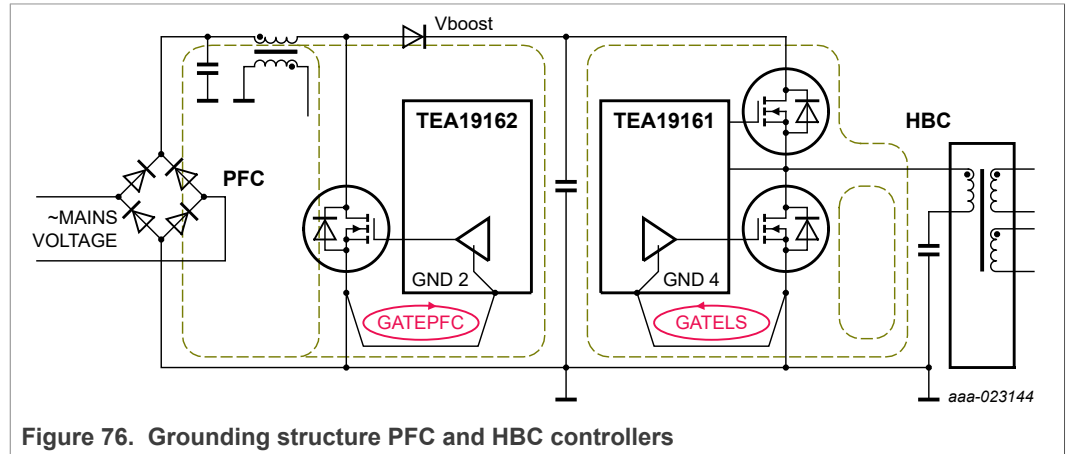 Vboost
TEA19162
TEA19161
HBC
PFC
~MAINS
VOLTAGE
GND 2
GND 4
GATEPFC
GATELS
aaa-023144
Figure 76. Grounding structure PFC and HBC controllers